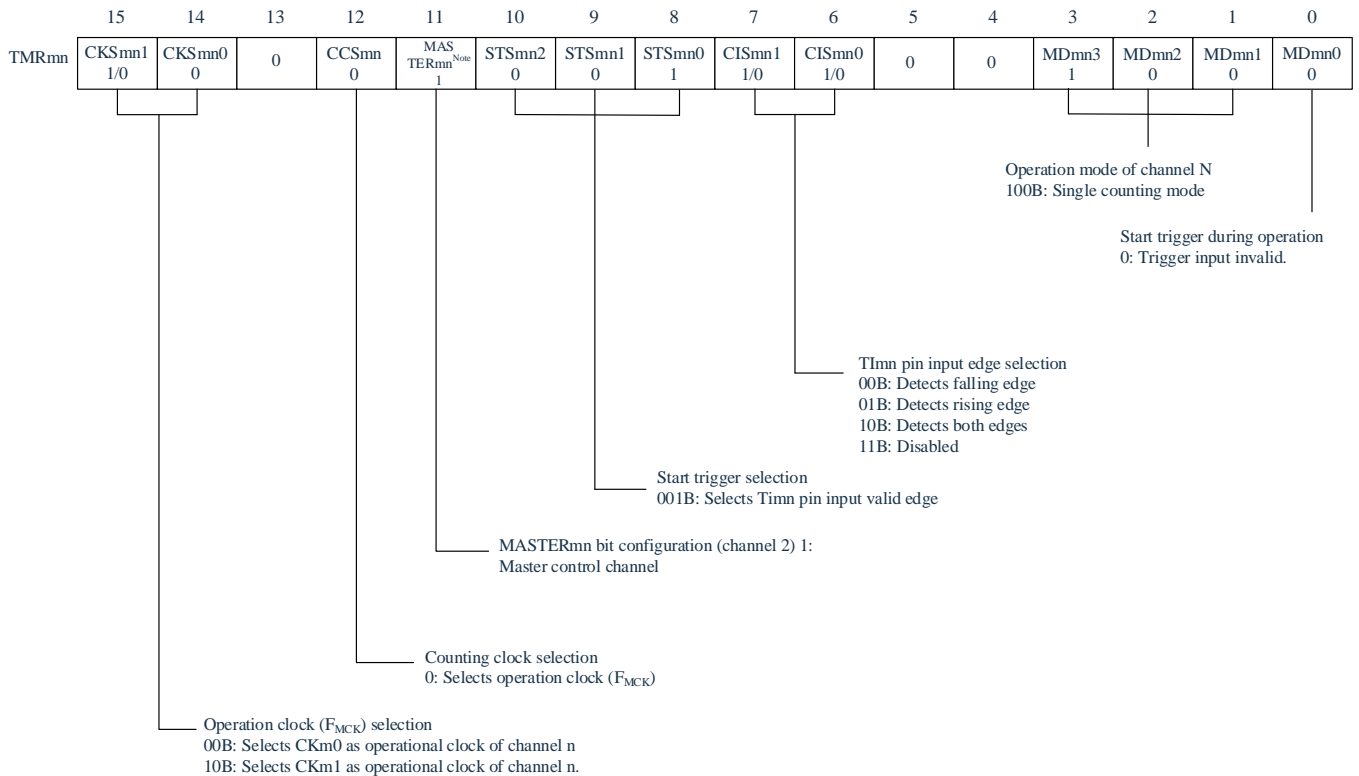 15 14 13 12 11 10 9 8 7 6 5 4 3 2 1 0
TMRmn CKSmn1 CKSmn0 0 CCSmn MAS STSmn2 STSmn1 STSmn0 CISmn1 CISmn0 0 0 MDmn3 MDmn2 MDmn1 MDmn0
TERmn Note
1/0 0 0 1 0 0 1 1/0 1/0 1 0 0 0
Operation mode of channel N
100B: Single counting mode
Start trigger during operation
0: Trigger input invalid.
TImn pin input edge selection
00B: Detects falling edge
01B: Detects rising edge
10B: Detects both edges
11B: Disabled
Start trigger selection
001B: Selects Timn pin input valid edge
MASTERmn bit configuration (channel 2) 1:
Master control channel
Counting clock selection
0: Selects operation clock (FMCK)
Operation clock (FMCK) selection
00B: Selects CKm0 as operational clock of channel n
10B: Selects CKm1 as operational clock of channel n.